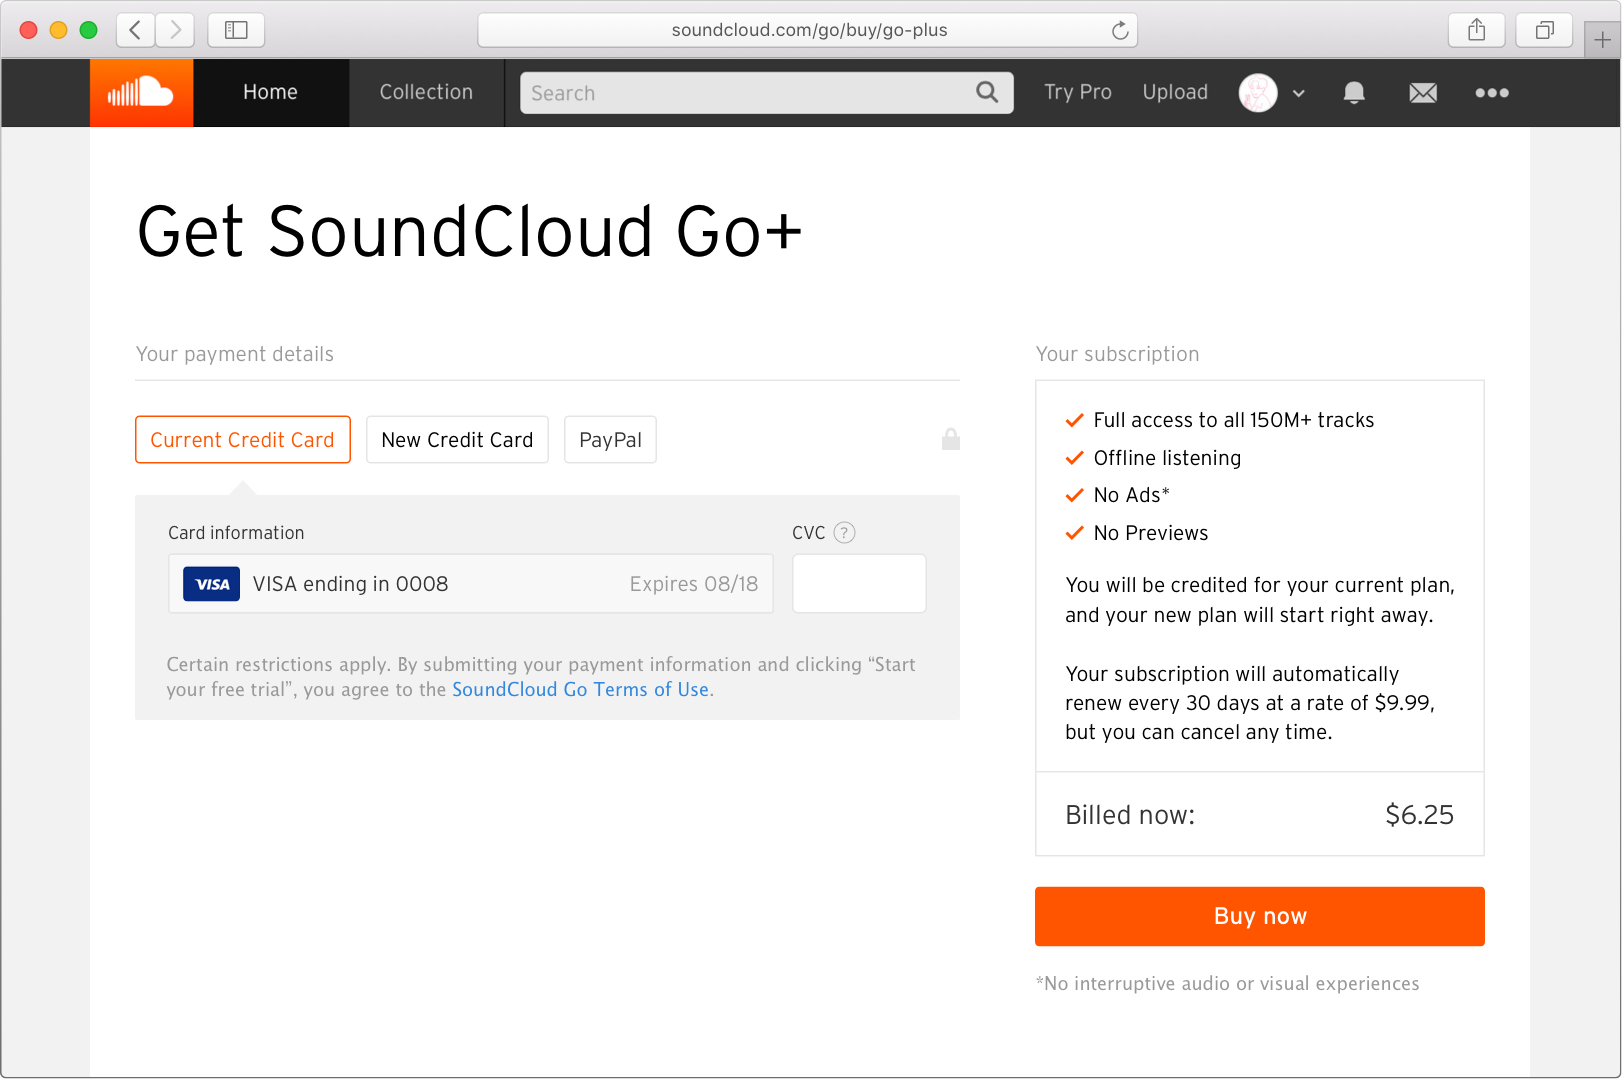 soundcloud.com/go/buy/go-plus
Home
Collection
Search
Try Pro
Upload
Get SoundCloud Go+
Your payment details
Current Credit Card
New Credit Card
PayPal
Card information
CVC ?
VISA
VISA ending in 0008
Expires 08/18
Certain restrictions apply. By submitting your payment information and clicking “Start
your free trial”, you agree to the SoundCloud Go Terms of Use.
Your subscription
Full access to all 150M+ tracks
Offline listening
No Ads*
No Previews
You will be credited for your current plan,
and your new plan will start right away.
Your subscription will automatically
renew every 30 days at a rate of $9.99,
but you can cancel any time.
Billed now: $6.25
Buy now
*No interruptive audio or visual experiences